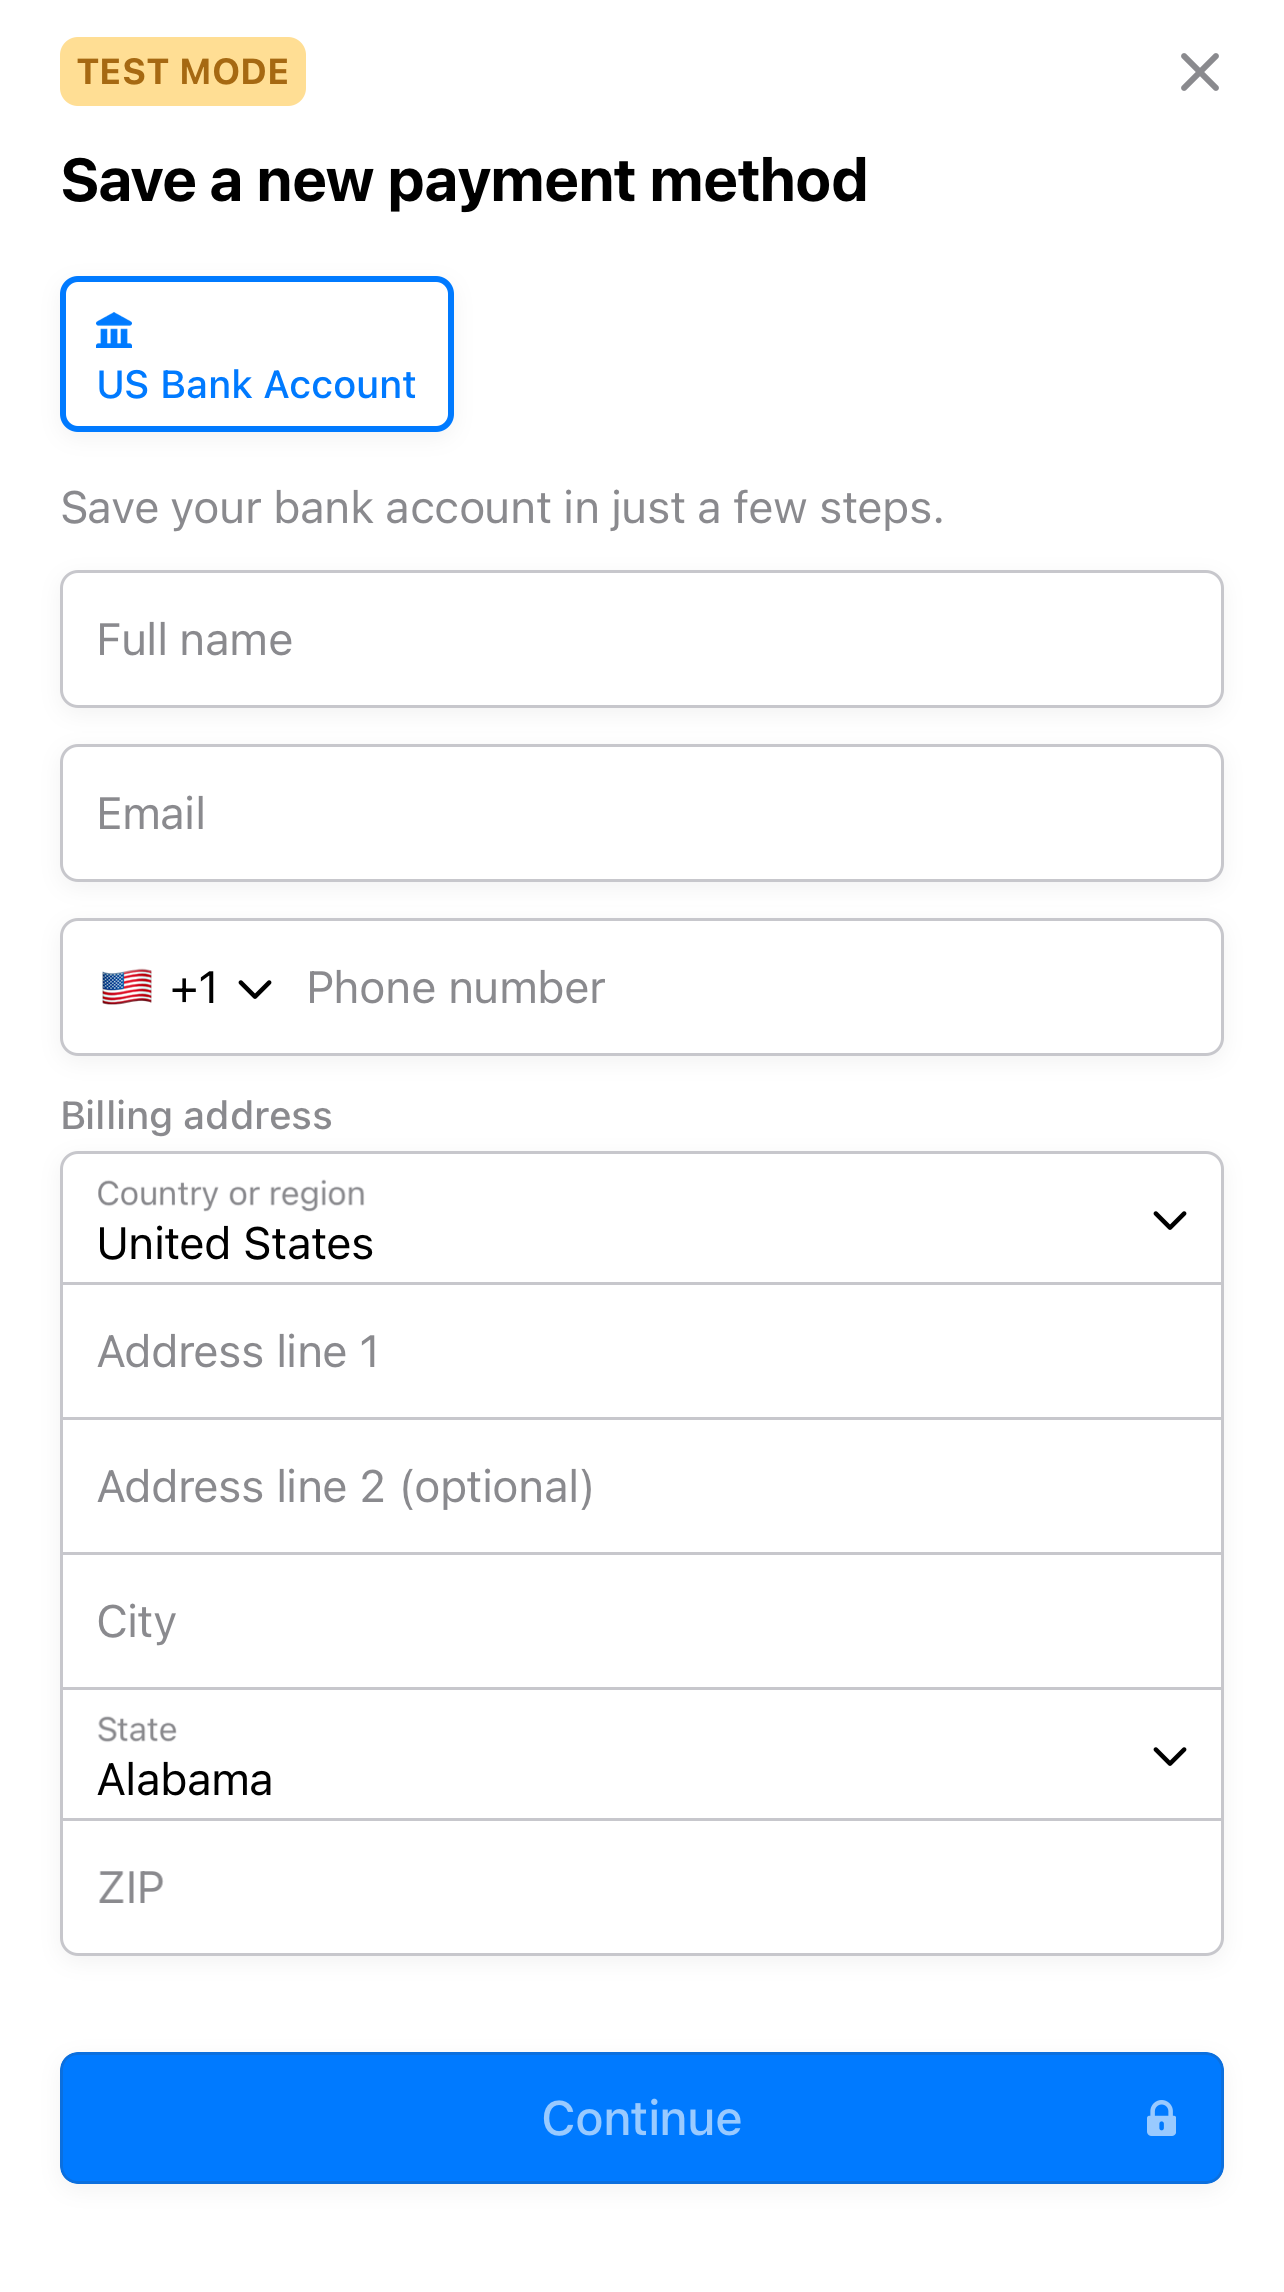 TEST MODE
Save a new payment method
US Bank Account
Save your bank account in just a few steps.
Full name
Email
+1 Phone number
Billing address
Country or region
United States
Address line 1
Address line 2 (optional)
City
State
Alabama
ZIP
Continue